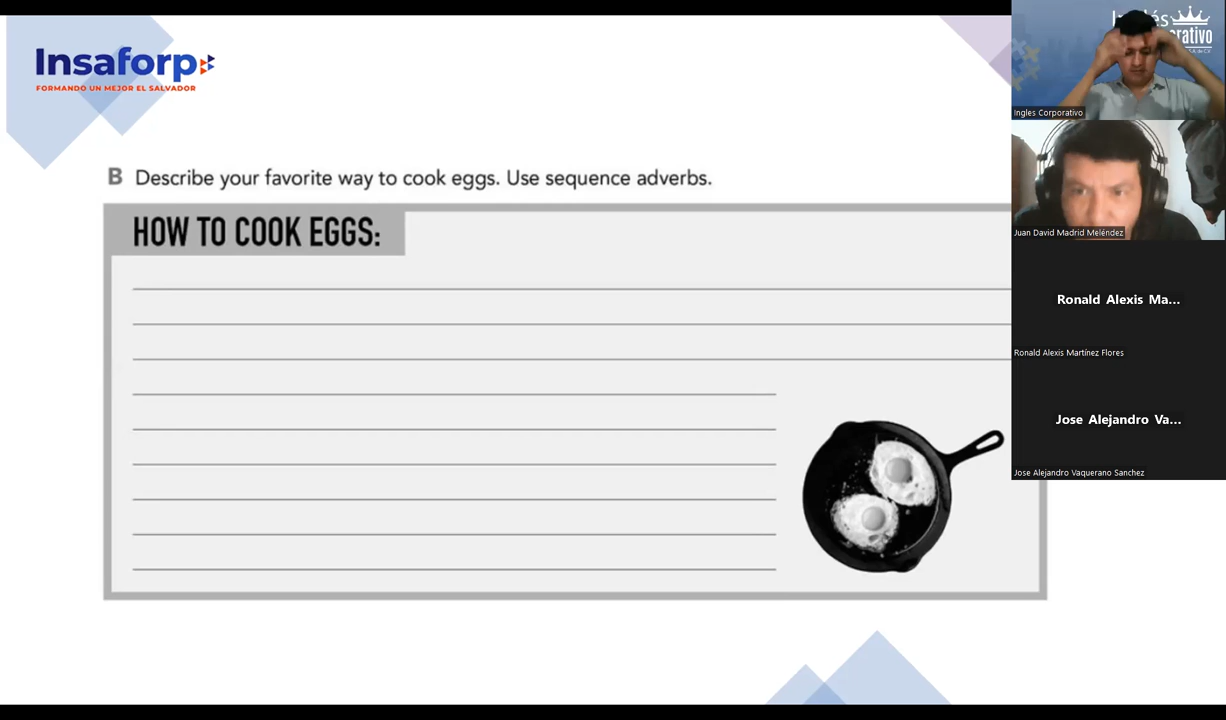 Insaforp
FORMANDO UN MEJOR EL SALVADOR
B Describe your favorite way to cook eggs. Use sequence adverbs.
HOW TO COOK EGGS:
Inglés
Ingles Corporativo
Juan David Madrid Meléndez
Ronald Alexis Ma...
Ronald Alexis Martínez Flores
Jose Alejandro Va...
Jose Alejandro Vaquerano Sanchez